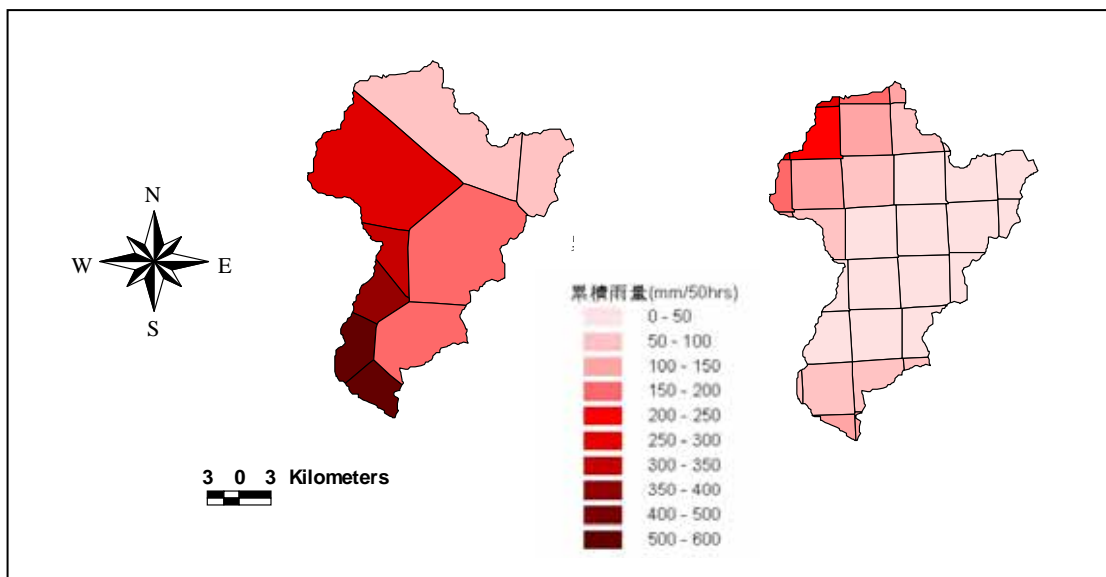 N
W
E
S
累積雨量(mm/50hrs)
0 - 50
50 - 100
100 - 150
150 - 200
200 - 250
250 - 300
300 - 350
350 - 400
400 - 500
500 - 600
3 0 3 Kilometers